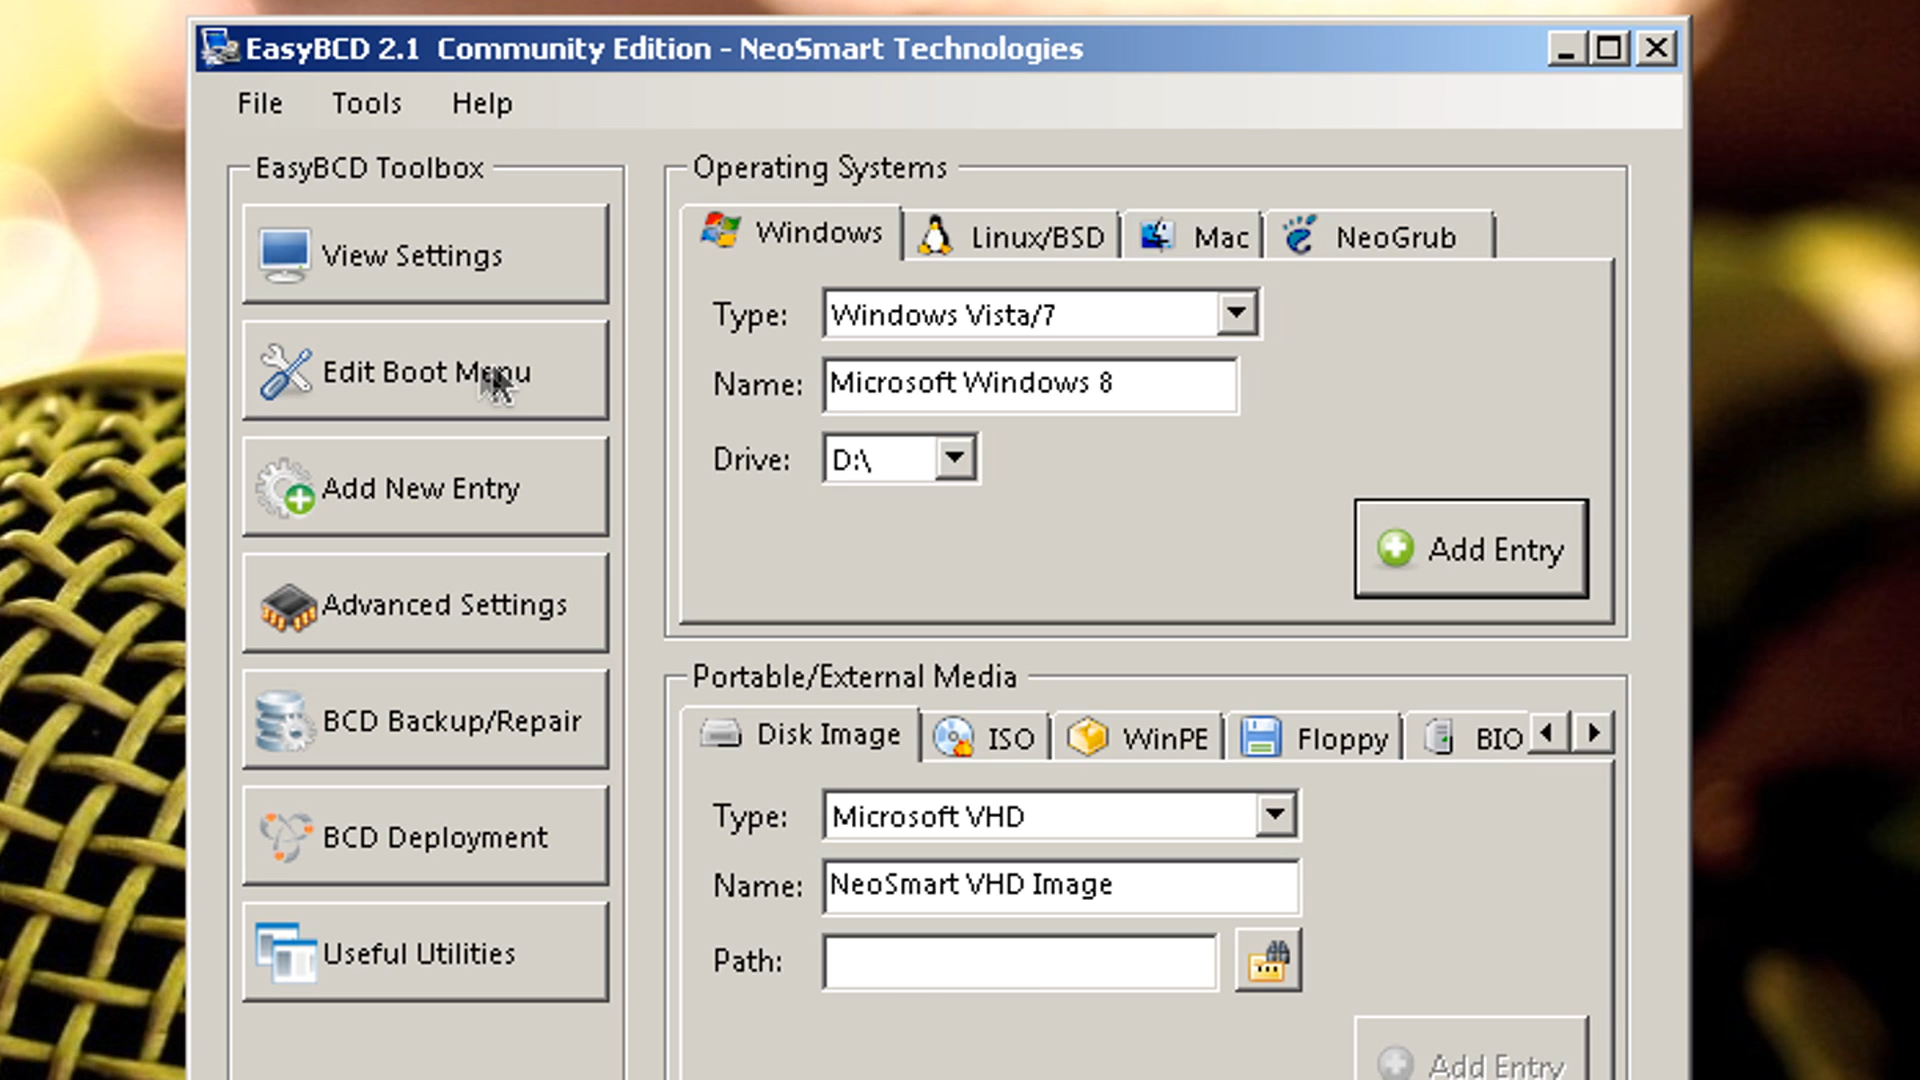 EasyBCD 2.1 Community Edition - NeoSmart Technologies
File Tools Help
EasyBCD Toolbox
View Settings
Edit Boot Menu
Add New Entry
Advanced Settings
BCD Backup/Repair
BCD Deployment
Useful Utilities
Operating Systems
Windows Linux/BSD Mac NeoGrub
Type: Windows Vista/7
Name: Microsoft Windows 8
Drive: D:\
Add Entry
Portable/External Media
Disk Image ISO WinPE Floppy BIO
Type: Microsoft VHD
Name: NeoSmart VHD Image
Path:
Add Entry